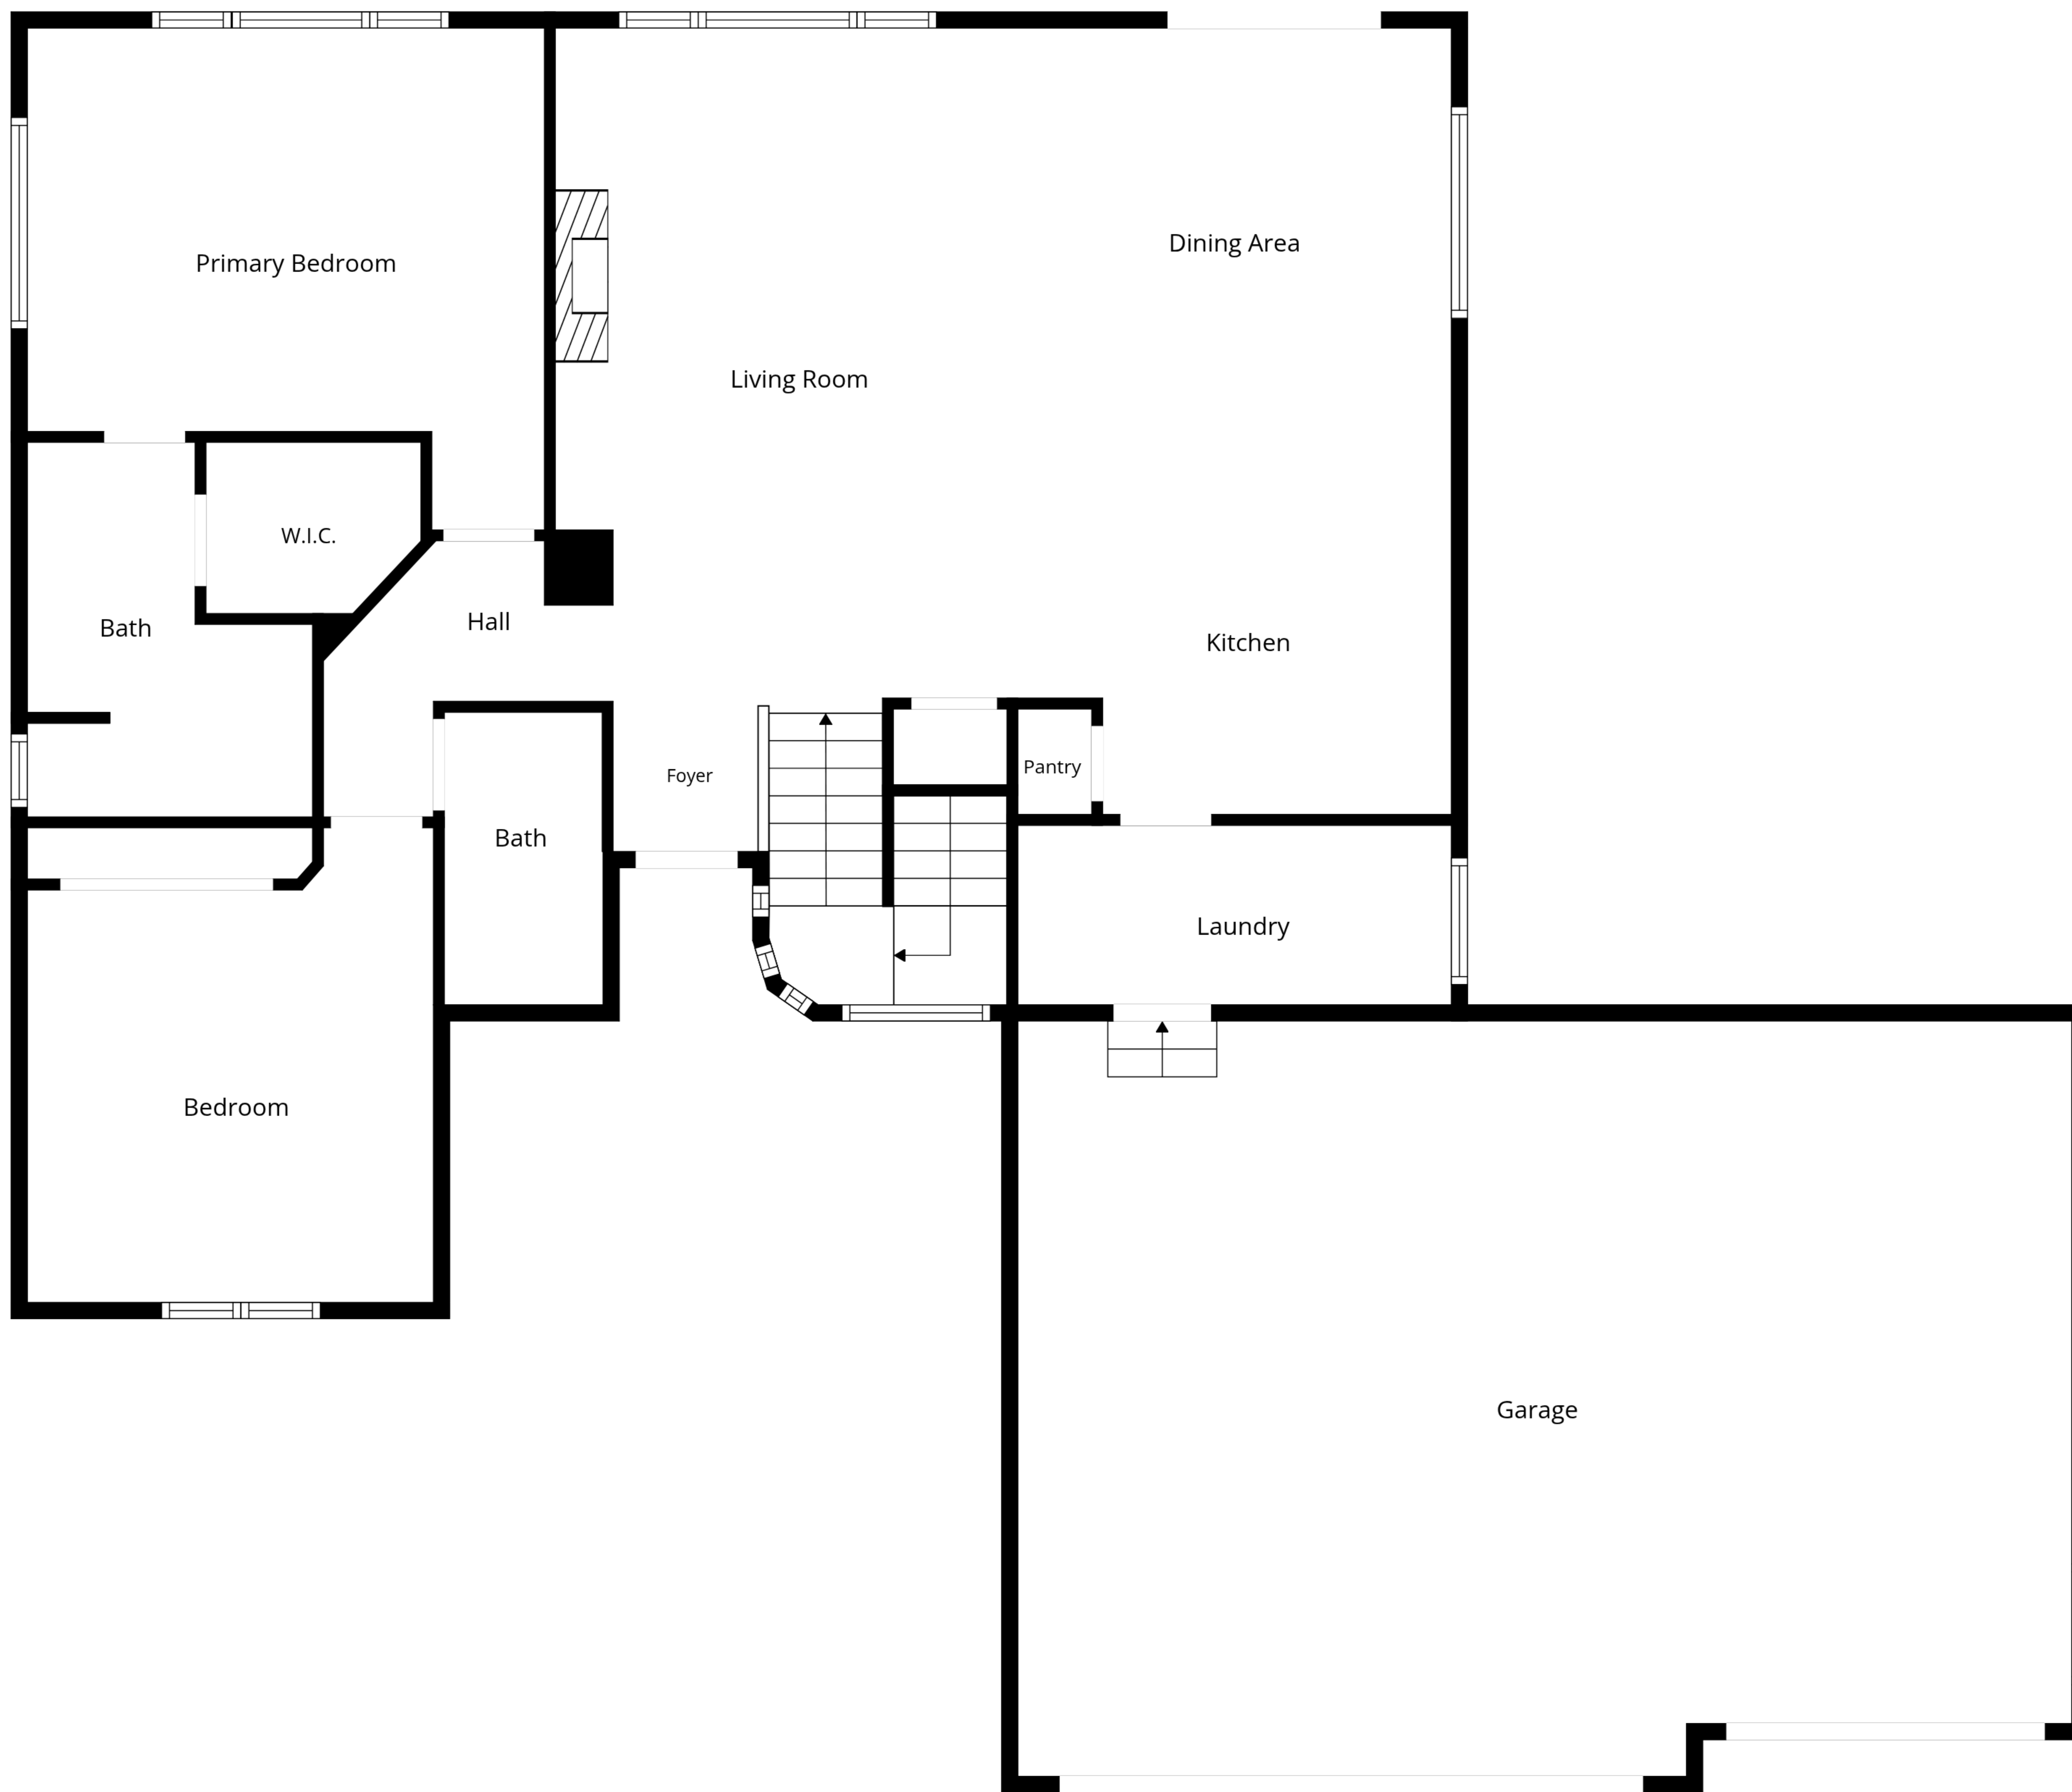 Dining Area
Primary Bedroom
Living Room
W.I.C.
Hall
Bath
Kitchen
Pantry
Foyer
Bath
Laundry
Bedroom
Garage